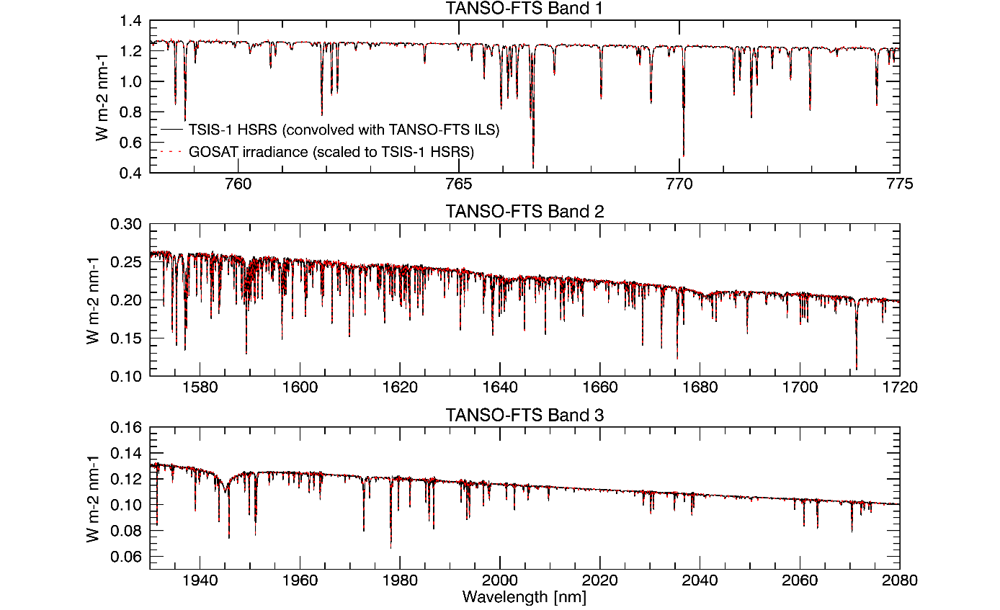 TANSO-FTS Band 1
1.4
1.2
1.0
0.8
0.6
0.4
W m-2 nm-1
TSIS-1 HSRS (convolved with TANSO-FTS ILS)
GOSAT irradiance (scaled to TSIS-1 HSRS)
760 765 770 775
TANSO-FTS Band 2
0.30
0.25
0.20
0.15
0.10
W m-2 nm-1
1580 1600 1620 1640 1660 1680 1700 1720
TANSO-FTS Band 3
0.16
0.14
0.12
0.10
0.08
0.06
W m-2 nm-1
1940 1960 1980 2000 2020 2040 2060 2080
Wavelength [nm]